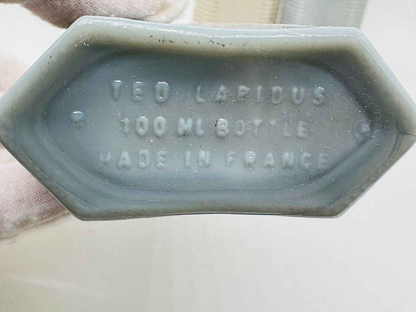 TED LAPIDUS
100 ML BOTTLE
MADE IN FRANCE